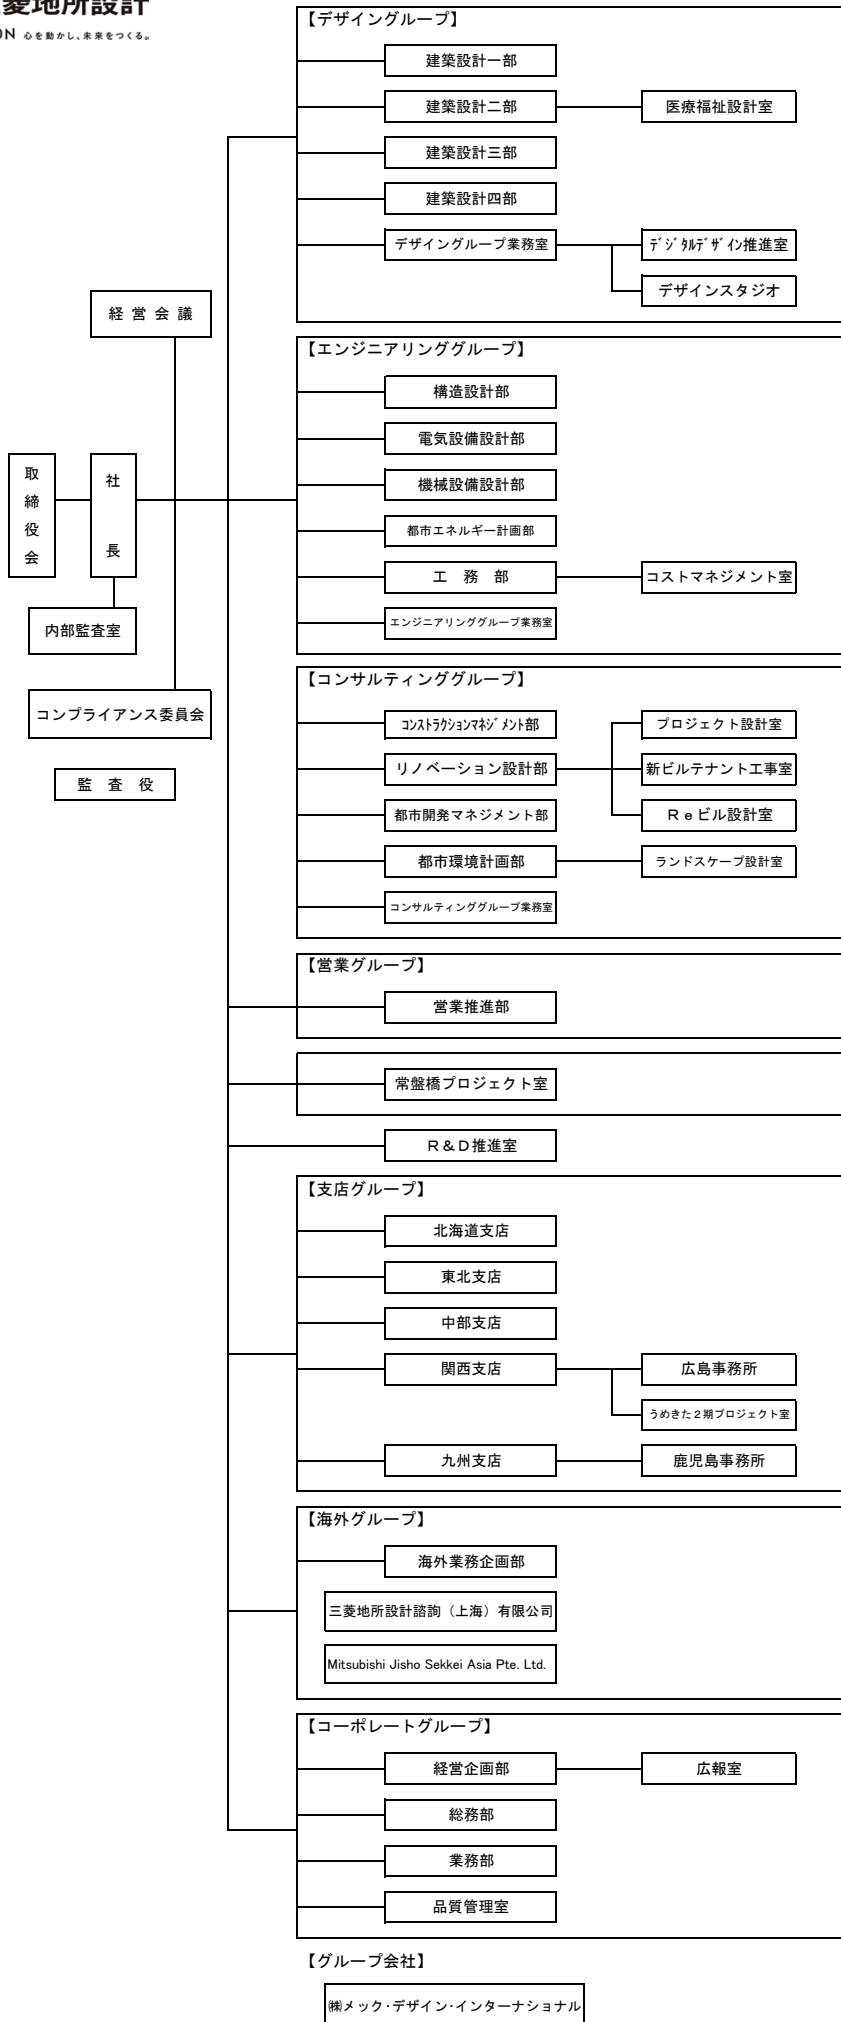 菱地所設計
ON 心を動かし、未来をつくる。
【デザイングループ】
建築設計一部
建築設計二部
医療福祉設計室
建築設計三部
建築設計四部
デザイングループ業務室
ﾃﾞｼﾞﾀﾙﾃﾞｻﾞｲﾝ推進室
デザインスタジオ
経営会議
【エンジニアリンググループ】
構造設計部
電気設備設計部
機械設備設計部
都市エネルギー計画部
工務部
コストマネジメント室
エンジニアリンググループ業務室
取締役会
社長
内部監査室
コンプライアンス委員会
監査役
【コンサルティンググループ】
ｺﾝｽﾄﾗｸｼｮﾝﾏﾈｼﾞﾒﾝﾄ部
プロジェクト設計室
リノベーション設計部
新ビルテナント工事室
都市開発マネジメント部
Ｒｅビル設計室
都市環境計画部
ランドスケープ設計室
コンサルティンググループ業務室
【営業グループ】
営業推進部
常盤橋プロジェクト室
Ｒ＆Ｄ推進室
【支店グループ】
北海道支店
東北支店
中部支店
関西支店
広島事務所
うめきた２期プロジェクト室
九州支店
鹿児島事務所
【海外グループ】
海外業務企画部
三菱地所設計諮詢（上海）有限公司
Mitsubishi Jisho Sekkei Asia Pte. Ltd.
【コーポレートグループ】
経営企画部
広報室
総務部
業務部
品質管理室
【グループ会社】
㈱メック・デザイン・インターナショナル